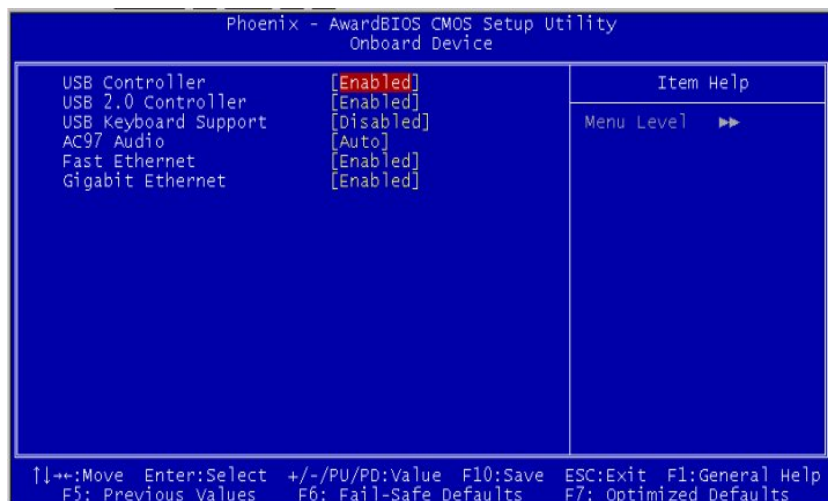 Phoenix - AwardBIOS CMOS Setup Utility
Onboard Device
USB Controller [Enabled]
USB 2.0 Controller [Enabled]
USB Keyboard Support [Disabled]
AC97 Audio [Auto]
Fast Ethernet [Enabled]
Gigabit Ethernet [Enabled]
Item Help
Menu Level ►►
↑↓→←:Move Enter:Select +/-/PU/PD:Value F10:Save ESC:Exit F1:General Help
F5: Previous Values F6: Fail-Safe Defaults F7: Optimized Defaults